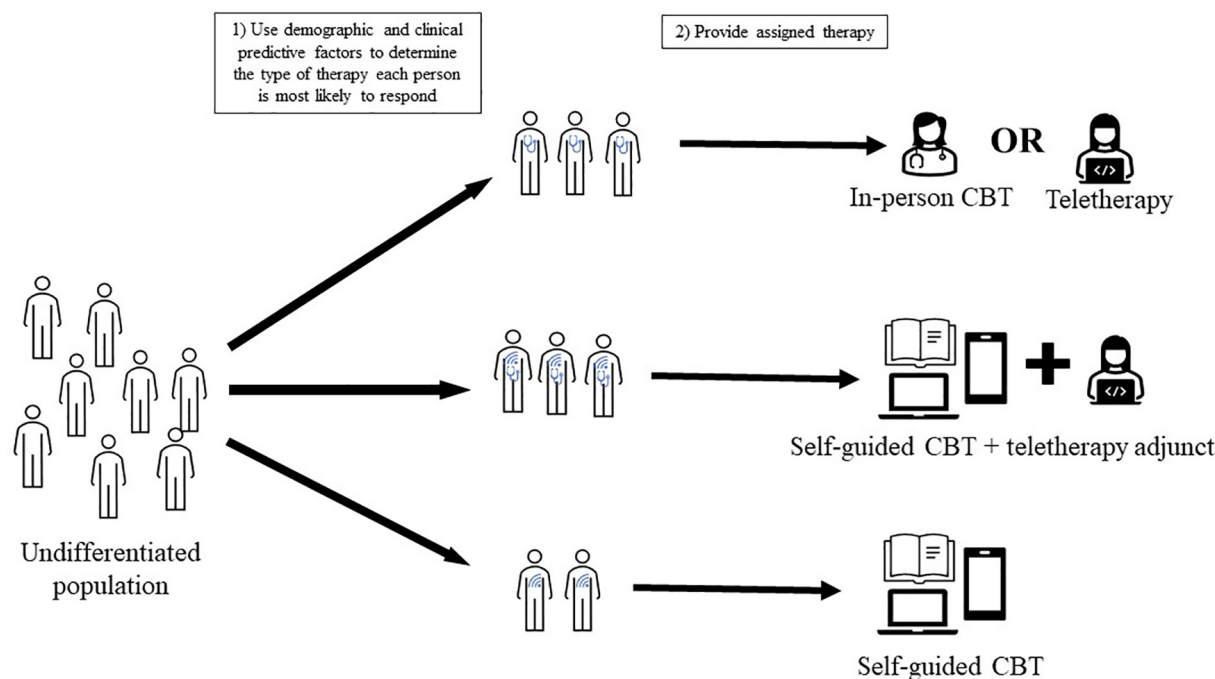 1) Use demographic and clinical
predictive factors to determine
the type of therapy each person
is most likely to respond
2) Provide assigned therapy
OR
In-person CBT
Teletherapy
Self-guided CBT + teletherapy adjunct
Undifferentiated
population
Self-guided CBT